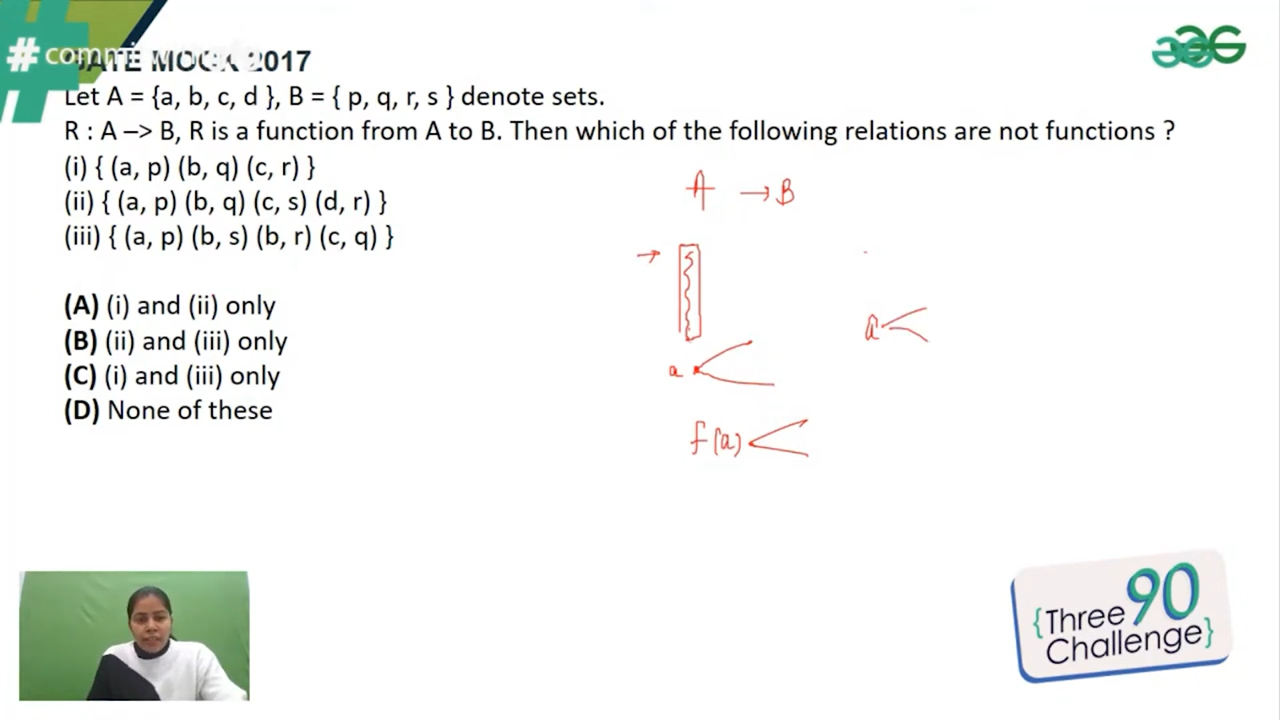 #comm
GATE MOCK 2017
Let A = {a, b, c, d }, B = { p, q, r, s } denote sets.
R : A –> B, R is a function from A to B. Then which of the following relations are not functions ?
(i) { (a, p) (b, q) (c, r) }
(ii) { (a, p) (b, q) (c, s) (d, r) }
(iii) { (a, p) (b, s) (b, r) (c, q) }
(A) (i) and (ii) only
(B) (ii) and (iii) only
(C) (i) and (iii) only
(D) None of these
A → B
a
a
f(a)
{Three 90
Challenge}